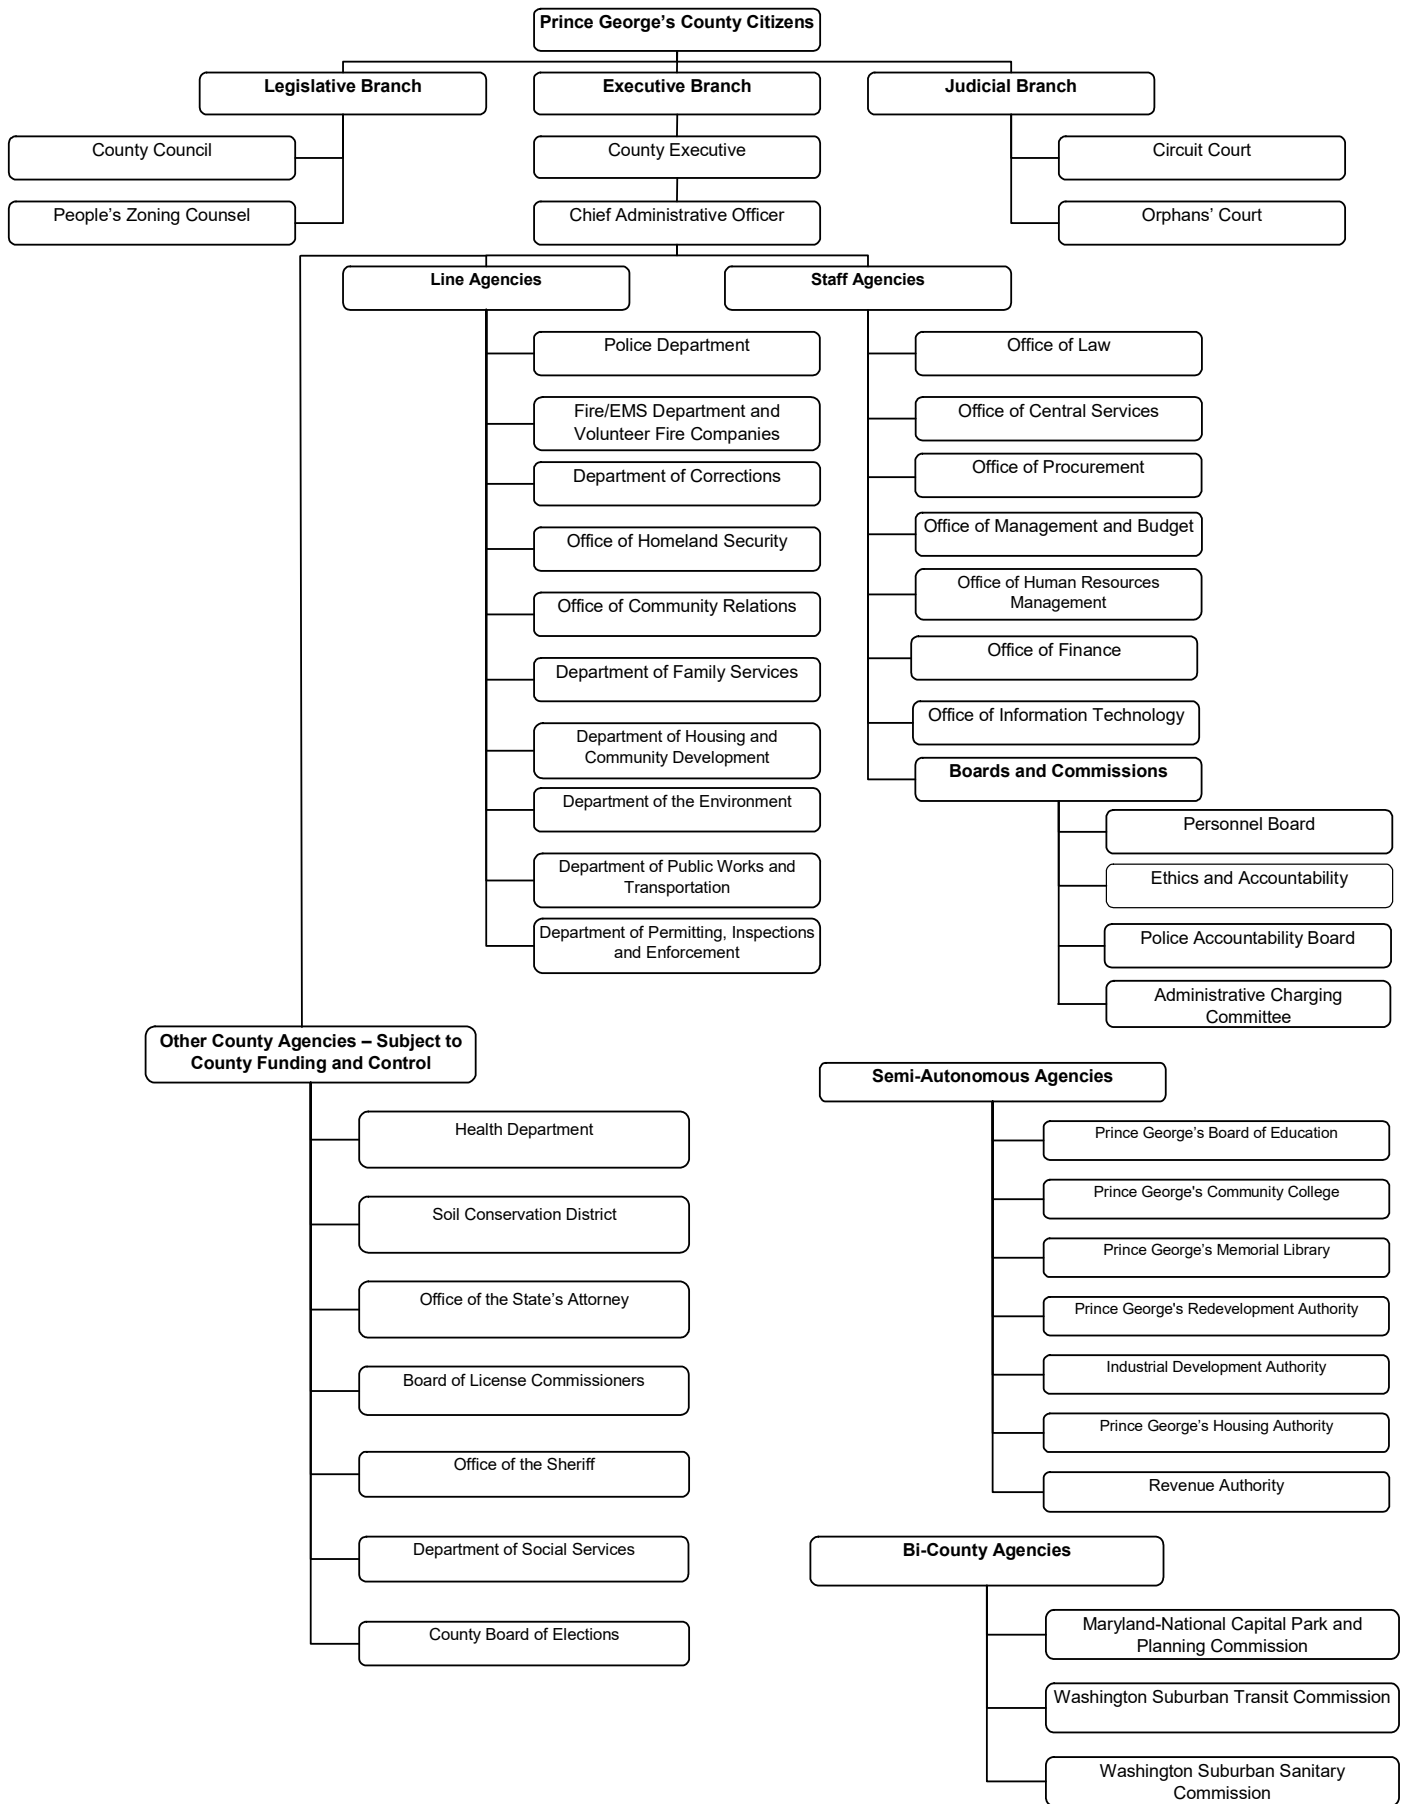 Prince George’s County Citizens
Legislative Branch
Executive Branch
Judicial Branch
County Council
County Executive
Circuit Court
People’s Zoning Counsel
Chief Administrative Officer
Orphans’ Court
Line Agencies
Staff Agencies
Police Department
Fire/EMS Department and
Volunteer Fire Companies
Department of Corrections
Office of Homeland Security
Office of Community Relations
Department of Family Services
Department of Housing and
Community Development
Department of the Environment
Department of Public Works and
Transportation
Department of Permitting, Inspections
and Enforcement
Office of Law
Office of Central Services
Office of Procurement
Office of Management and Budget
Office of Human Resources
Management
Office of Finance
Office of Information Technology
Boards and Commissions
Personnel Board
Ethics and Accountability
Police Accountability Board
Administrative Charging
Committee
Other County Agencies – Subject to
County Funding and Control
Health Department
Soil Conservation District
Office of the State’s Attorney
Board of License Commissioners
Office of the Sheriff
Department of Social Services
County Board of Elections
Semi-Autonomous Agencies
Prince George’s Board of Education
Prince George's Community College
Prince George’s Memorial Library
Prince George's Redevelopment Authority
Industrial Development Authority
Prince George’s Housing Authority
Revenue Authority
Bi-County Agencies
Maryland-National Capital Park and
Planning Commission
Washington Suburban Transit Commission
Washington Suburban Sanitary
Commission